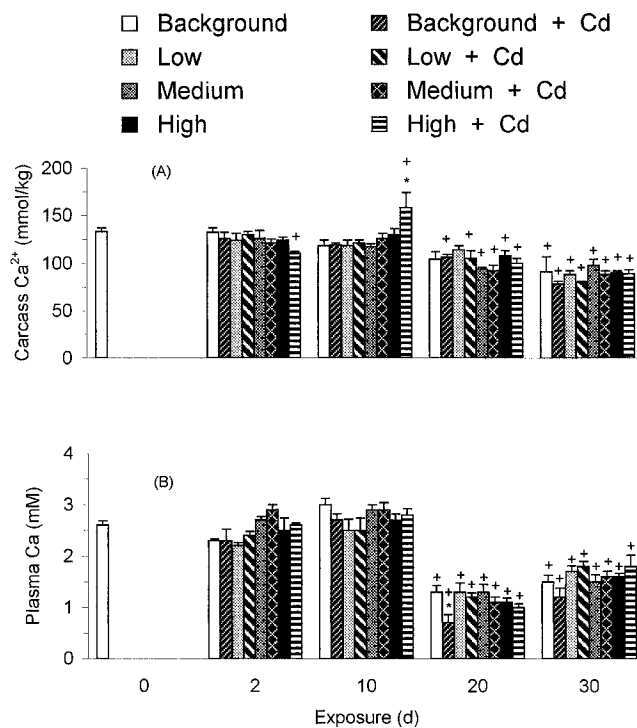 Background
Background + Cd
Low
Low + Cd
Medium
Medium + Cd
High
High + Cd
(A)
Carcass Ca2+ (mmol/kg)
200
150
100
50
0
+
+
*
+ + + + + + +
+ + + + + + + +
(B)
Plasma Ca (mM)
4
3
2
1
0
+ + + + + + + +
*
+ + + + + + + +
0 2 10 20 30
Exposure (d)